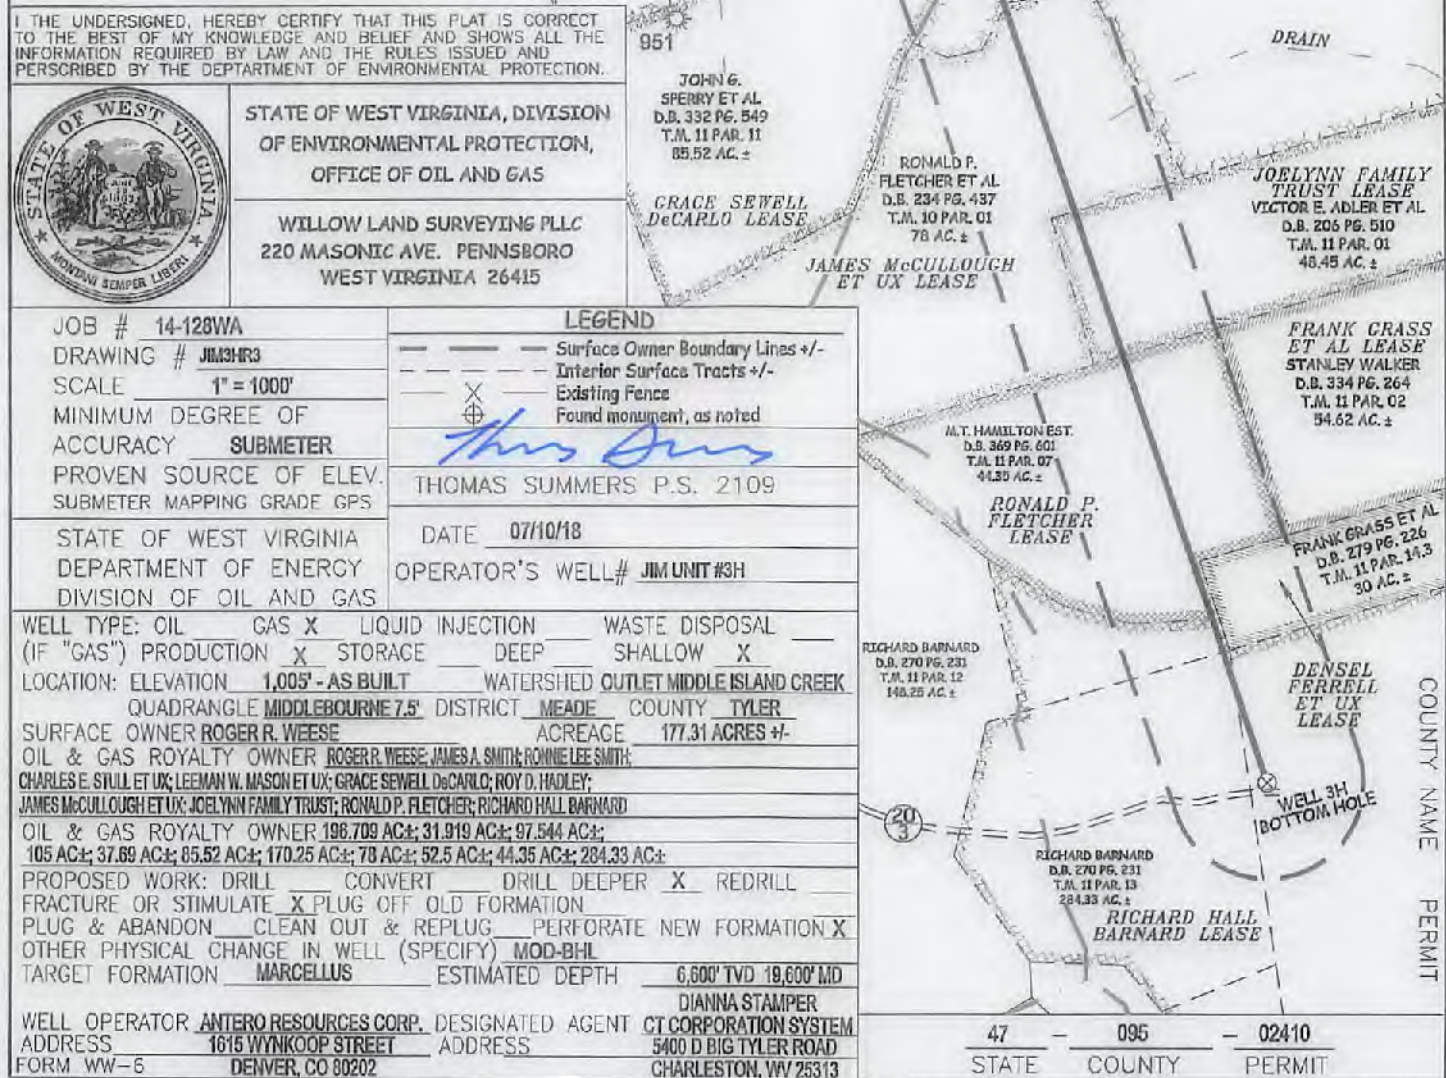 I THE UNDERSIGNED, HEREBY CERTIFY THAT THIS PLAT IS CORRECT
TO THE BEST OF MY KNOWLEDGE AND BELIEF AND SHOWS ALL THE
INFORMATION REQUIRED BY LAW AND THE RULES ISSUED AND
PERSCRIBED BY THE DEPTARTMENT OF ENVIRONMENTAL PROTECTION.
STATE OF WEST VIRGINIA
MONTANI SEMPER LIBERI
STATE OF WEST VIRGINIA, DIVISION
OF ENVIRONMENTAL PROTECTION,
OFFICE OF OIL AND GAS
WILLOW LAND SURVEYING PLLC
220 MASONIC AVE. PENNSBORO
WEST VIRGINIA 26415
JOB # 14-128WA
DRAWING # JIM3HR3
SCALE 1" = 1000'
MINIMUM DEGREE OF
ACCURACY SUBMETER
PROVEN SOURCE OF ELEV.
SUBMETER MAPPING GRADE GPS
LEGEND
Surface Owner Boundary Lines +/-
Interior Surface Tracts +/-
X Existing Fence
Found monument, as noted
THOMAS SUMMERS P.S. 2109
STATE OF WEST VIRGINIA
DEPARTMENT OF ENERGY
DIVISION OF OIL AND GAS
DATE 07/10/18
OPERATOR'S WELL# JIM UNIT #3H
WELL TYPE: OIL ___ GAS X LIQUID INJECTION ___ WASTE DISPOSAL ___
(IF "GAS") PRODUCTION X STORAGE ___ DEEP ___ SHALLOW X
LOCATION: ELEVATION 1,005' - AS BUILT WATERSHED OUTLET MIDDLE ISLAND CREEK
QUADRANGLE MIDDLEBOURNE 7.5' DISTRICT MEADE COUNTY TYLER
SURFACE OWNER ROGER R. WEESE ACREAGE 177.31 ACRES +/-
OIL & GAS ROYALTY OWNER ROGER R. WEESE; JAMES A. SMITH; RONNIE LEE SMITH;
CHARLES E. STULL ET UX; LEEMAN W. MASON ET UX; GRACE SEWELL DeCARLO; ROY D. HADLEY;
JAMES McCULLOUGH ET UX; JOELYNN FAMILY TRUST; RONALD P. FLETCHER; RICHARD HALL BARNARD
OIL & GAS ROYALTY OWNER 196.709 AC±; 31.919 AC±; 97.544 AC±;
105 AC±; 37.69 AC±; 85.52 AC±; 170.25 AC±; 78 AC±; 52.5 AC±; 44.35 AC±; 284.33 AC±
PROPOSED WORK: DRILL ___ CONVERT ___ DRILL DEEPER X REDRILL ___
FRACTURE OR STIMULATE X PLUG OFF OLD FORMATION ___
PLUG & ABANDON ___ CLEAN OUT & REPLUG ___ PERFORATE NEW FORMATION X
OTHER PHYSICAL CHANGE IN WELL (SPECIFY) MOD-BHL
TARGET FORMATION MARCELLUS ESTIMATED DEPTH 6,600' TVD 19,600' MD
DIANNA STAMPER
WELL OPERATOR ANTERO RESOURCES CORP. DESIGNATED AGENT CT CORPORATION SYSTEM
ADDRESS 1615 WYNKOOP STREET ADDRESS 5400 D BIG TYLER ROAD
FORM WW-6 DENVER, CO 80202 CHARLESTON, WV 25313
951
JOHN G.
SPERRY ET AL
D.B. 332 PG. 549
T.M. 11 PAR. 11
85.52 AC. ±
GRACE SEWELL
DeCARLO LEASE
RONALD P.
FLETCHER ET AL
D.B. 234 PG. 437
T.M. 10 PAR. 01
78 AC. ±
JAMES McCULLOUGH
ET UX LEASE
DRAIN
JOELYNN FAMILY
TRUST LEASE
VICTOR E. ADLER ET AL
D.B. 206 PG. 510
T.M. 11 PAR. 01
48.45 AC. ±
FRANK GRASS
ET AL LEASE
STANLEY WALKER
D.B. 334 PG. 264
T.M. 11 PAR. 02
54.62 AC. ±
M.T. HAMILTON EST.
D.B. 369 PG. 601
T.M. 11 PAR. 07
44.35 AC. ±
RONALD P.
FLETCHER
LEASE
FRANK GRASS ET AL
D.B. 279 PG. 226
T.M. 11 PAR. 14.3
30 AC. ±
DENSEL
FERRELL
ET UX
LEASE
RICHARD BARNARD
D.B. 270 PG. 231
T.M. 11 PAR. 12
148.25 AC. ±
20
3
WELL 3H
BOTTOM HOLE
RICHARD BARNARD
D.B. 270 PG. 231
T.M. 11 PAR. 13
284.33 AC. ±
RICHARD HALL
BARNARD LEASE
COUNTY NAME
PERMIT
47 - 095 - 02410
STATE COUNTY PERMIT